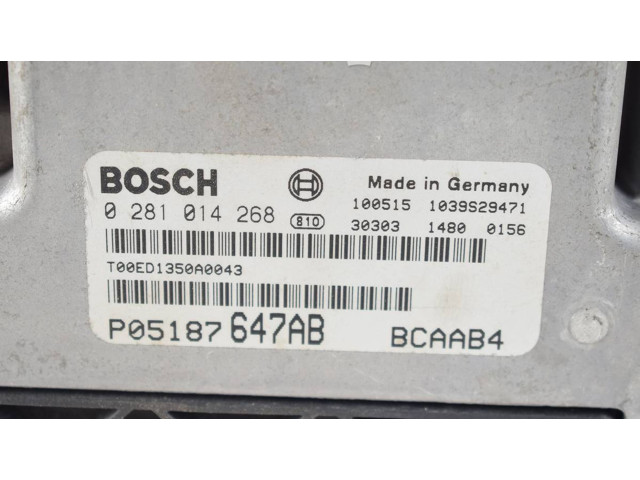 BOSCH Made in Germany
0 281 014 268 810 100515 1039S29471
30303 1480 0156
T00ED1350A0043
P05187647AB BCAAB4